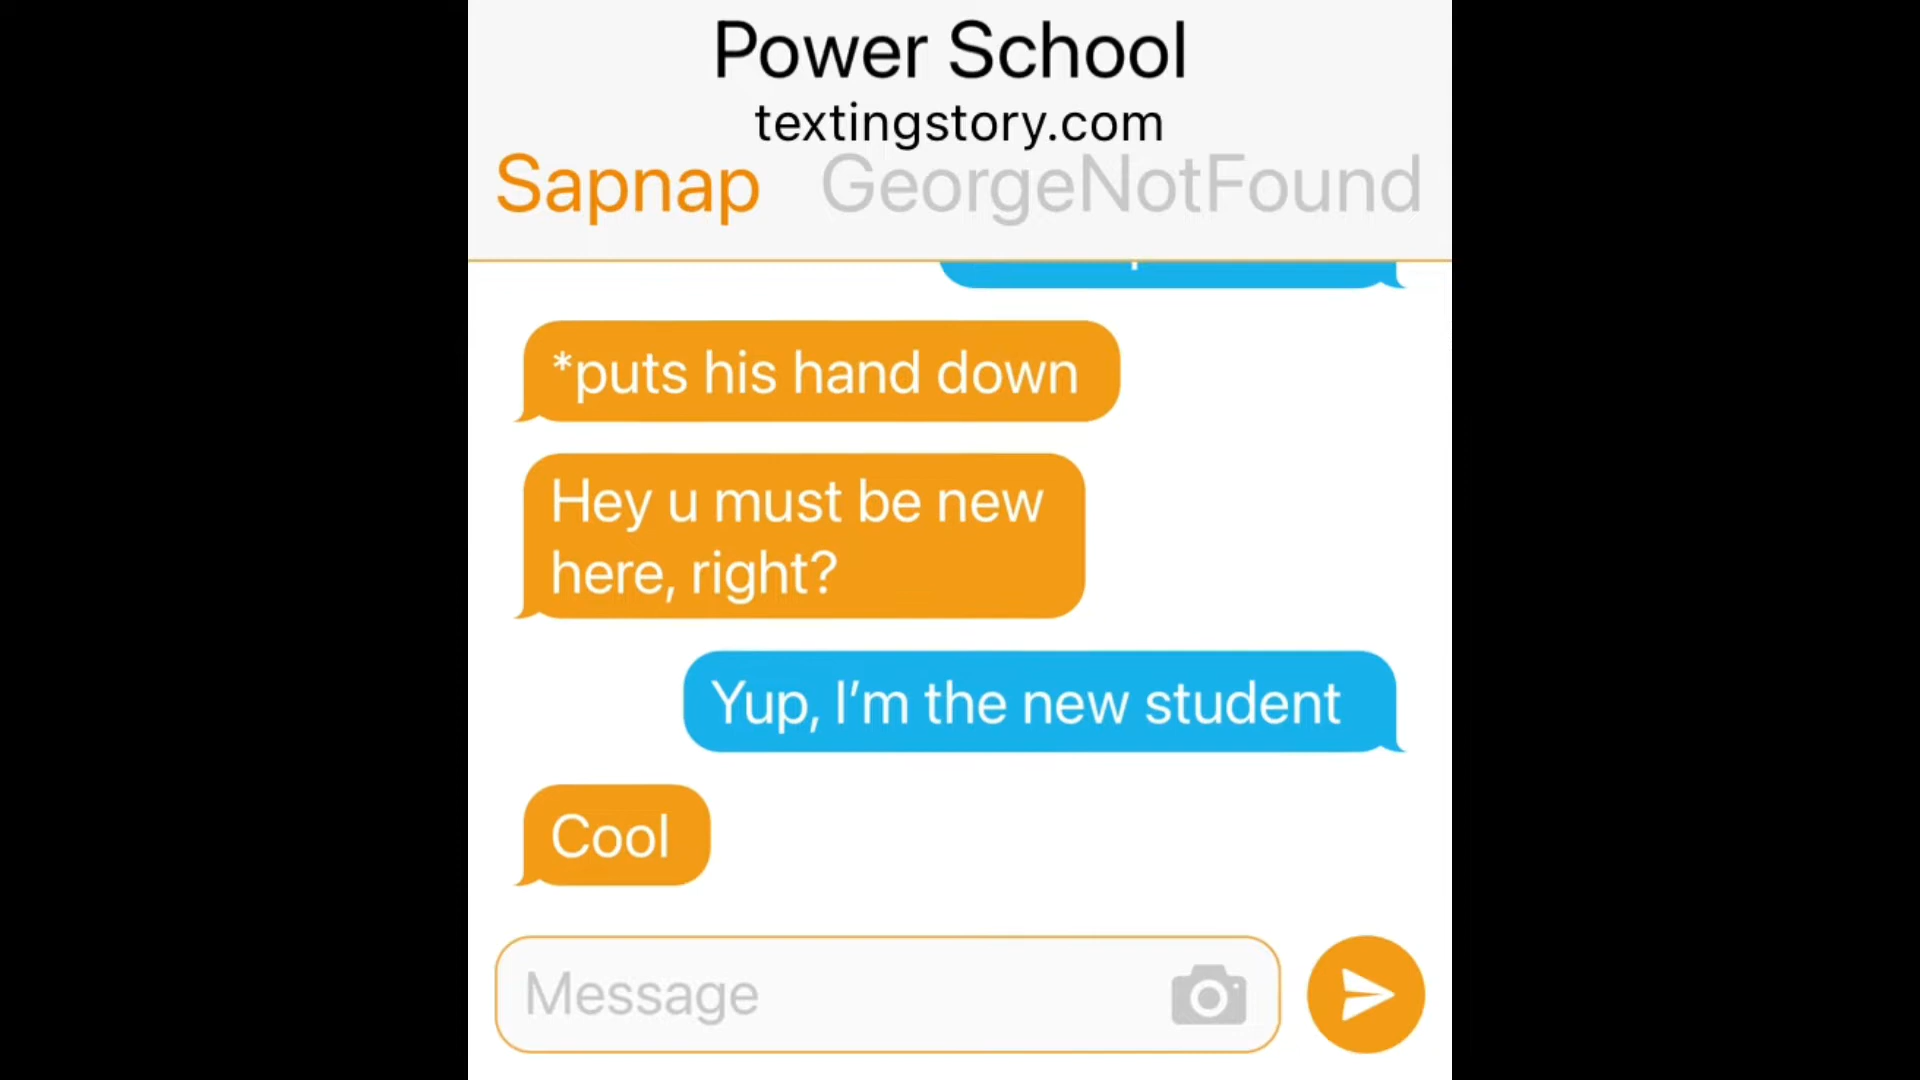 Power School
textingstory.com
Sapnap GeorgeNotFound
*puts his hand down
Hey u must be new
here, right?
Yup, I’m the new student
Cool
Message